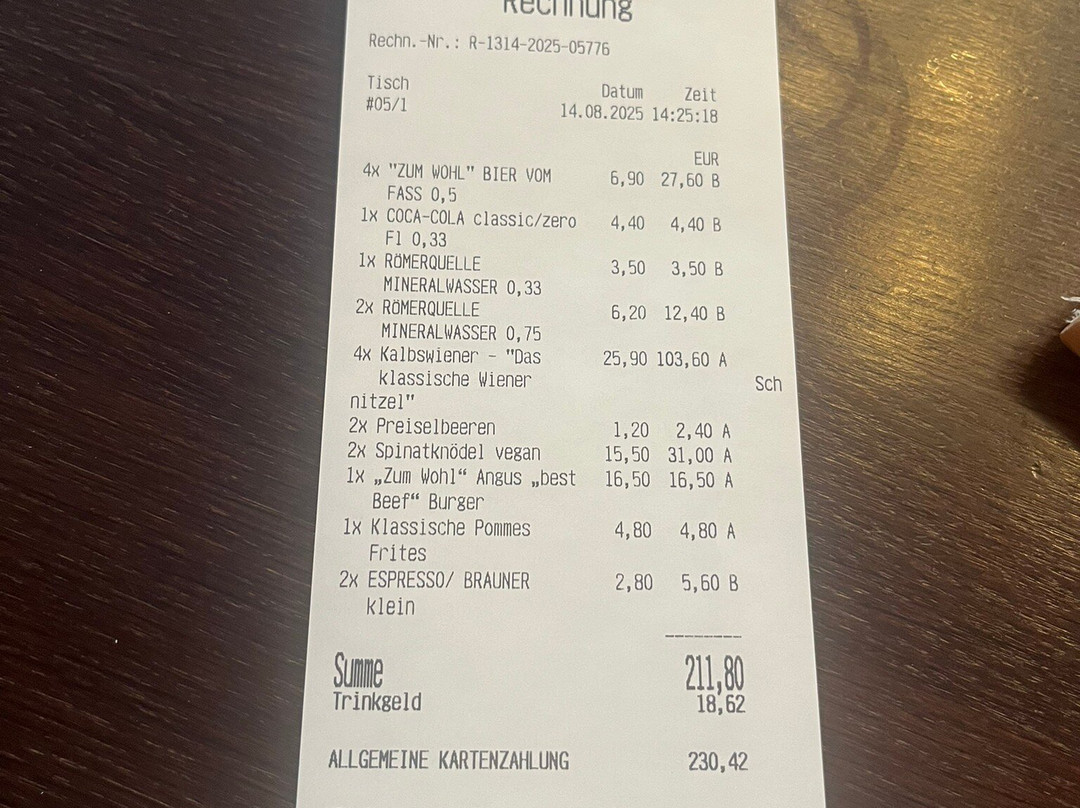 Rechnung
Rechn.-Nr.: R-1314-2025-05776
Tisch Datum Zeit
#05/1 14.08.2025 14:25:18
EUR
4x "ZUM WOHL" BIER VOM 6,90 27,60 B
FASS 0,5
1x COCA-COLA classic/zero 4,40 4,40 B
Fl 0,33
1x RÖMERQUELLE 3,50 3,50 B
MINERALWASSER 0,33
2x RÖMERQUELLE 6,20 12,40 B
MINERALWASSER 0,75
4x Kalbswiener - "Das 25,90 103,60 A
klassische Wiener Sch
nitzel"
2x Preiselbeeren 1,20 2,40 A
2x Spinatknödel vegan 15,50 31,00 A
1x „Zum Wohl“ Angus „best 16,50 16,50 A
Beef“ Burger
1x Klassische Pommes 4,80 4,80 A
Frites
2x ESPRESSO/ BRAUNER 2,80 5,60 B
klein
Summe 211,80
Trinkgeld 18,62
ALLGEMEINE KARTENZAHLUNG 230,42